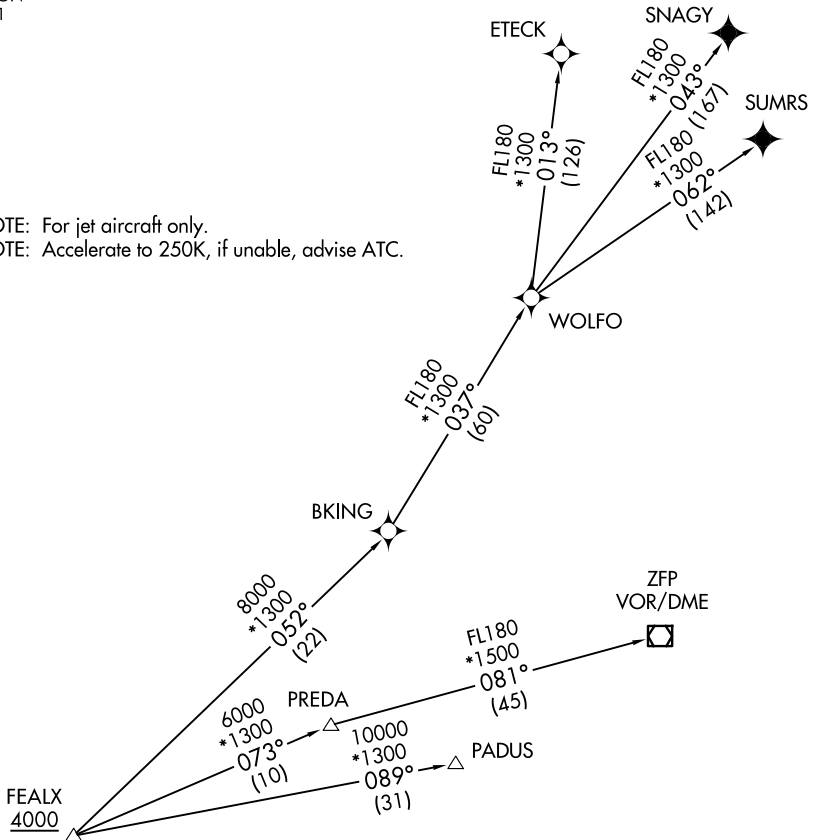 ETECK
SNAGY
SUMRS
FL180
*1300
043°
(167)
FL180
*1300
062°
(142)
FL180
*1300
013°
(126)
OTE: For jet aircraft only.
OTE: Accelerate to 250K, if unable, advise ATC.
WOLFO
FL180
*1300
037°
(60)
BKING
8000
*1300
052°
(22)
ZFP
VOR/DME
FL180
*1500
081°
(45)
PREDA
6000
*1300
073°
(10)
10000
*1300
089°
(31)
PADUS
FEALX
4000